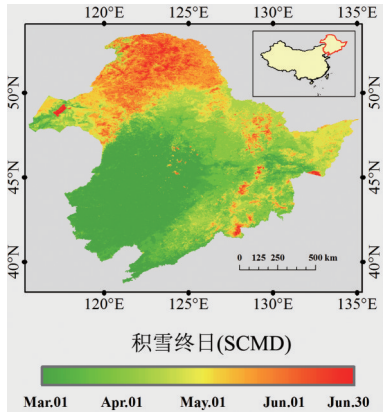 120°E 125°E 130°E 135°E
50°N 50°N
45°N 45°N
40°N 40°N
0 125 250 500 km
120°E 125°E 130°E 135°E
积雪终日(SCMD)
Mar.01 Apr.01 May.01 Jun.01 Jun.30